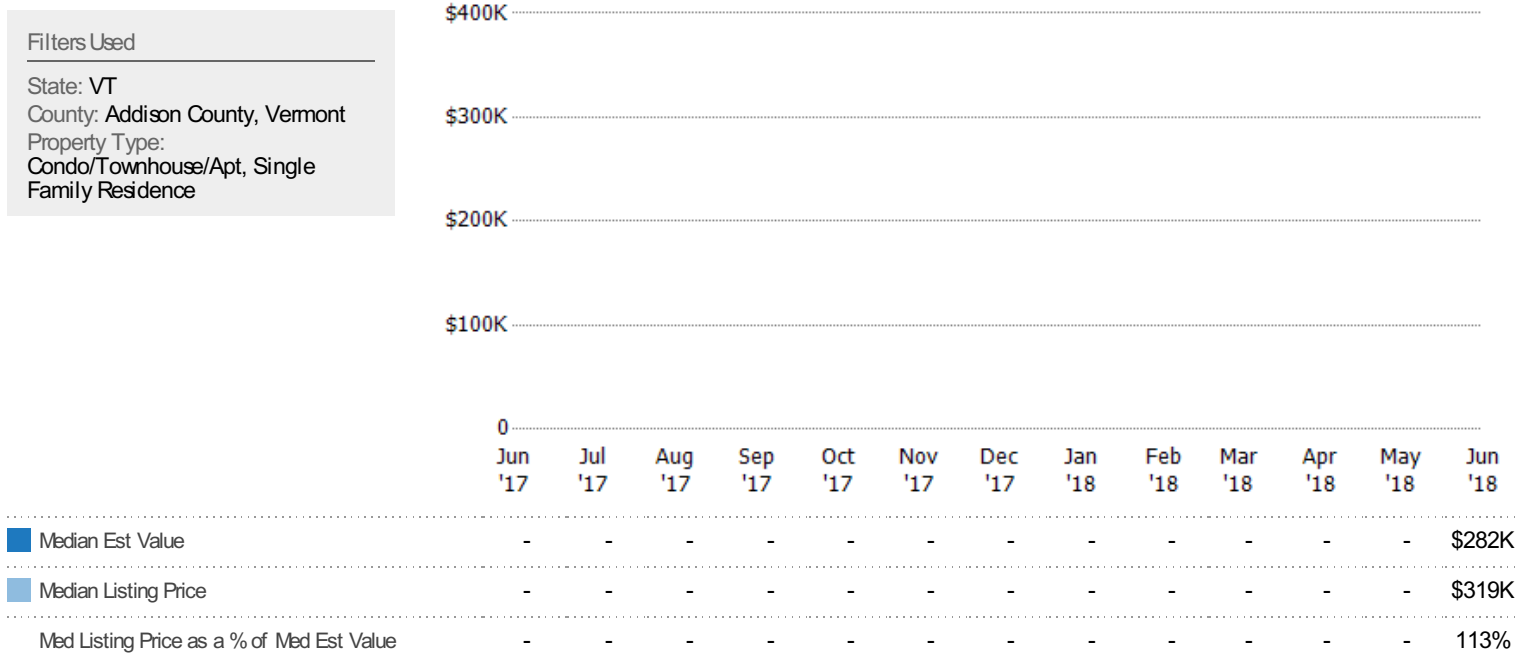 Filters Used
State: VT
County: Addison County, Vermont
Property Type:
Condo/Townhouse/Apt, Single
Family Residence
$400K
$300K
$200K
$100K
0
Jun Jul Aug Sep Oct Nov Dec Jan Feb Mar Apr May Jun
'17 '17 '17 '17 '17 '17 '17 '18 '18 '18 '18 '18 '18
Median Est Value - - - - - - - - - - - - $282K
Median Listing Price - - - - - - - - - - - - $319K
Med Listing Price as a % of Med Est Value - - - - - - - - - - - - 113%